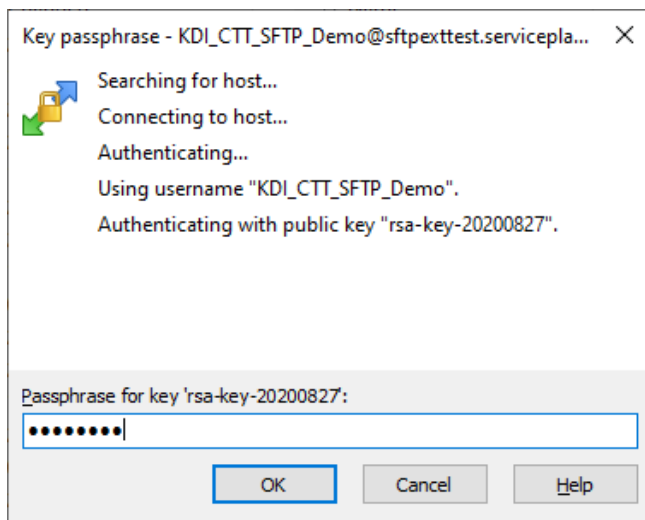 Key passphrase - KDI_CTT_SFTP_Demo@sftpexttest.servicepla...
Searching for host...
Connecting to host...
Authenticating...
Using username "KDI_CTT_SFTP_Demo".
Authenticating with public key "rsa-key-20200827".
Passphrase for key 'rsa-key-20200827':
●●●●●●●●
OK Cancel Help